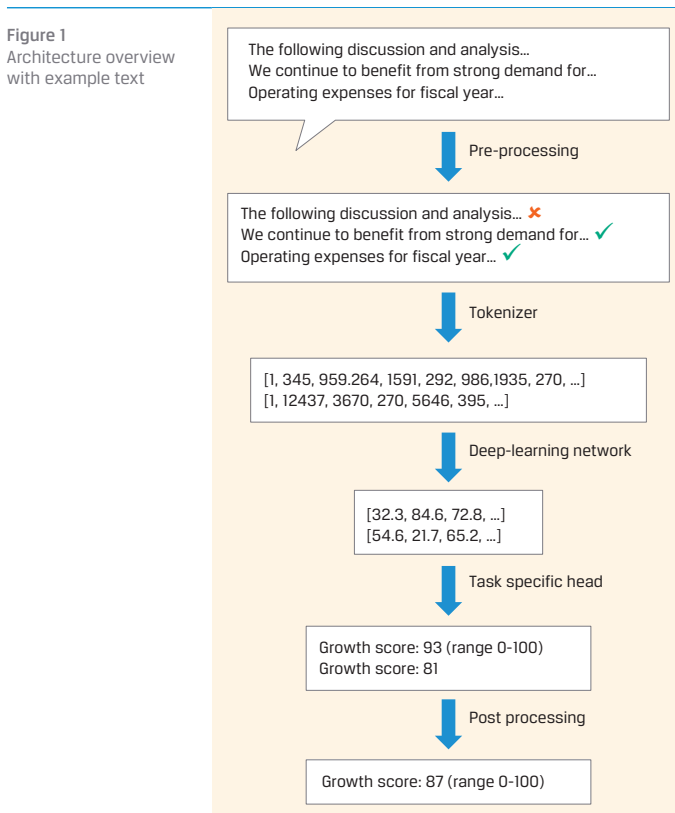 Figure 1
Architecture overview
with example text
The following discussion and analysis...
We continue to benefit from strong demand for...
Operating expenses for fiscal year...
Pre-processing
The following discussion and analysis... ✘
We continue to benefit from strong demand for... ✓
Operating expenses for fiscal year... ✓
Tokenizer
[1, 345, 959.264, 1591, 292, 986,1935, 270, ...]
[1, 12437, 3670, 270, 5646, 395, ...]
Deep-learning network
[32.3, 84.6, 72.8, ...]
[54.6, 21.7, 65.2, ...]
Task specific head
Growth score: 93 (range 0-100)
Growth score: 81
Post processing
Growth score: 87 (range 0-100)